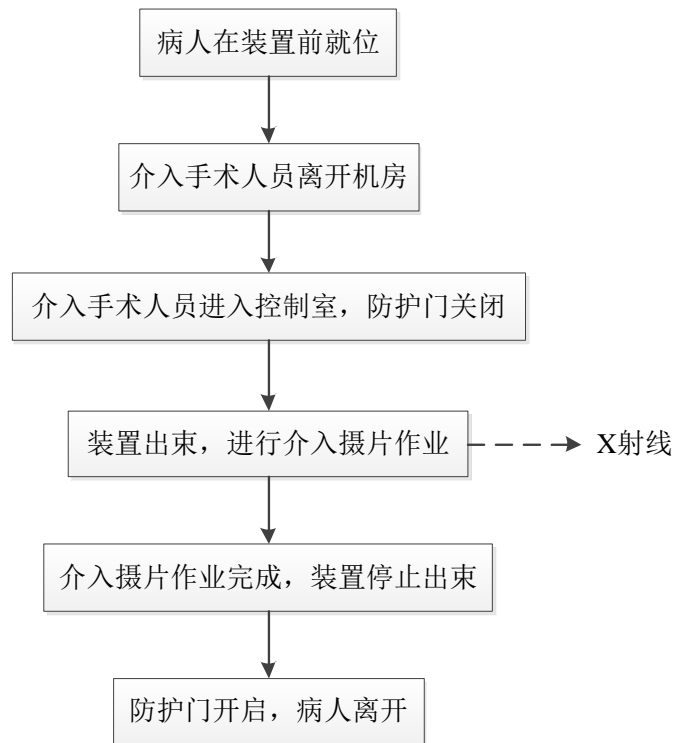 病人在装置前就位
介入手术人员离开机房
介入手术人员进入控制室，防护门关闭
装置出束，进行介入摄片作业
X射线
介入摄片作业完成，装置停止出束
防护门开启，病人离开